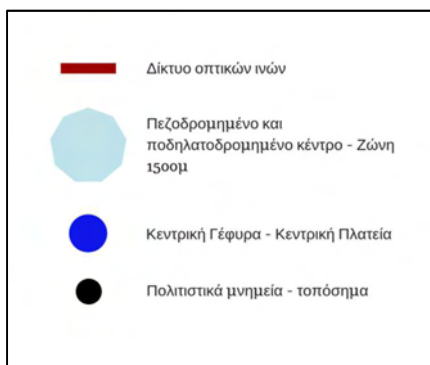 Δίκτυο οπτικών ινών
Πεζοδρομημένο και
ποδηλατοδρομημένο κέντρο - Ζώνη
1500μ
Κεντρική Γέφυρα - Κεντρική Πλατεία
Πολιτιστικά μνημεία - τοπόσημα